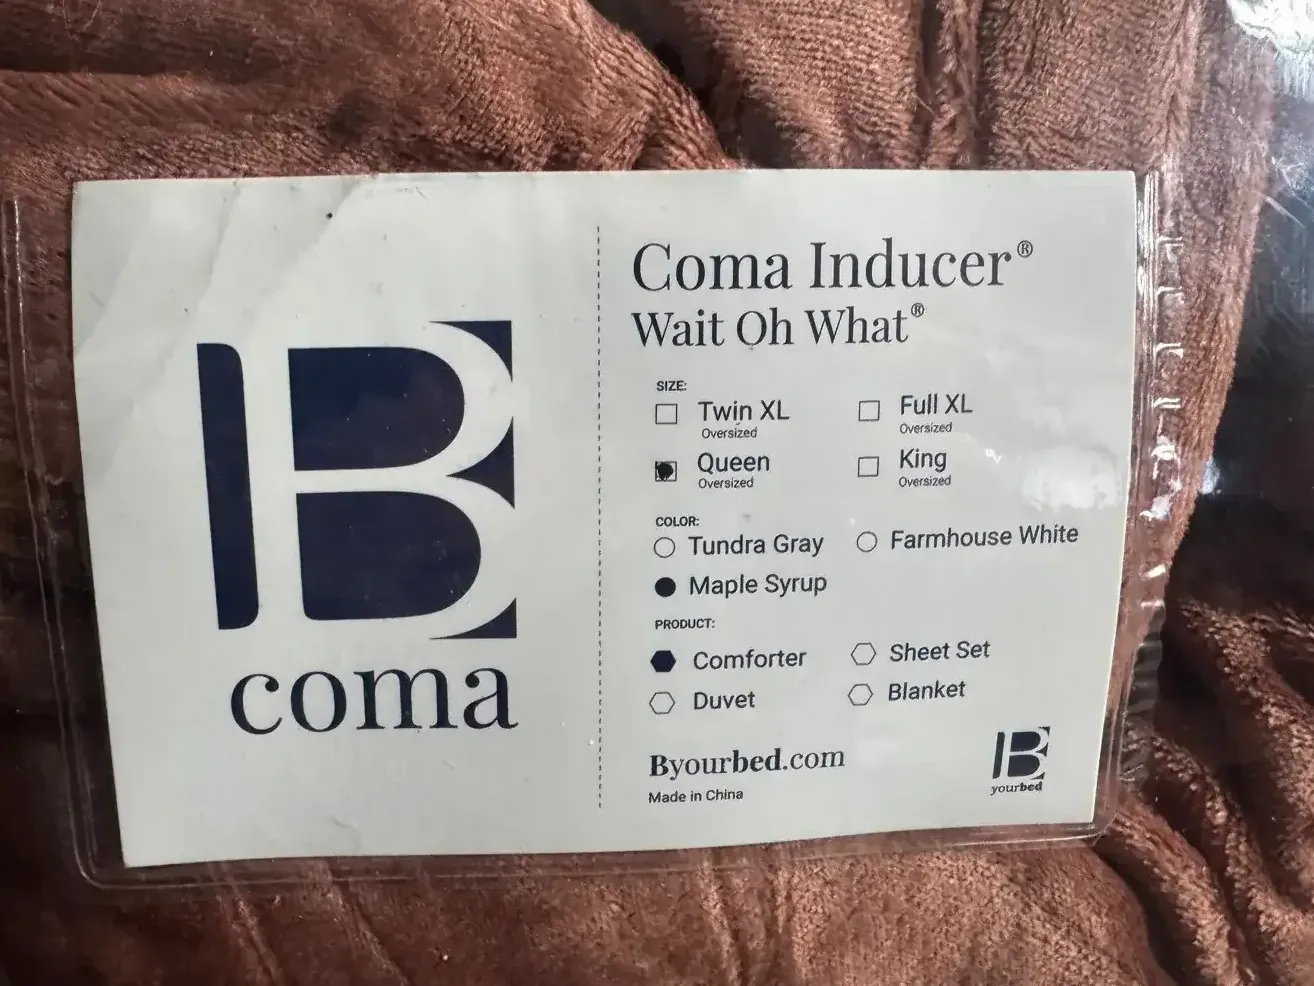 B
coma
Coma Inducer®
Wait Oh What®
SIZE:
Twin XL Full XL
Oversized Oversized
Queen King
Oversized Oversized
COLOR:
Tundra Gray Farmhouse White
Maple Syrup
PRODUCT:
Comforter Sheet Set
Duvet Blanket
Byourbed.com
Made in China
B
yourbed